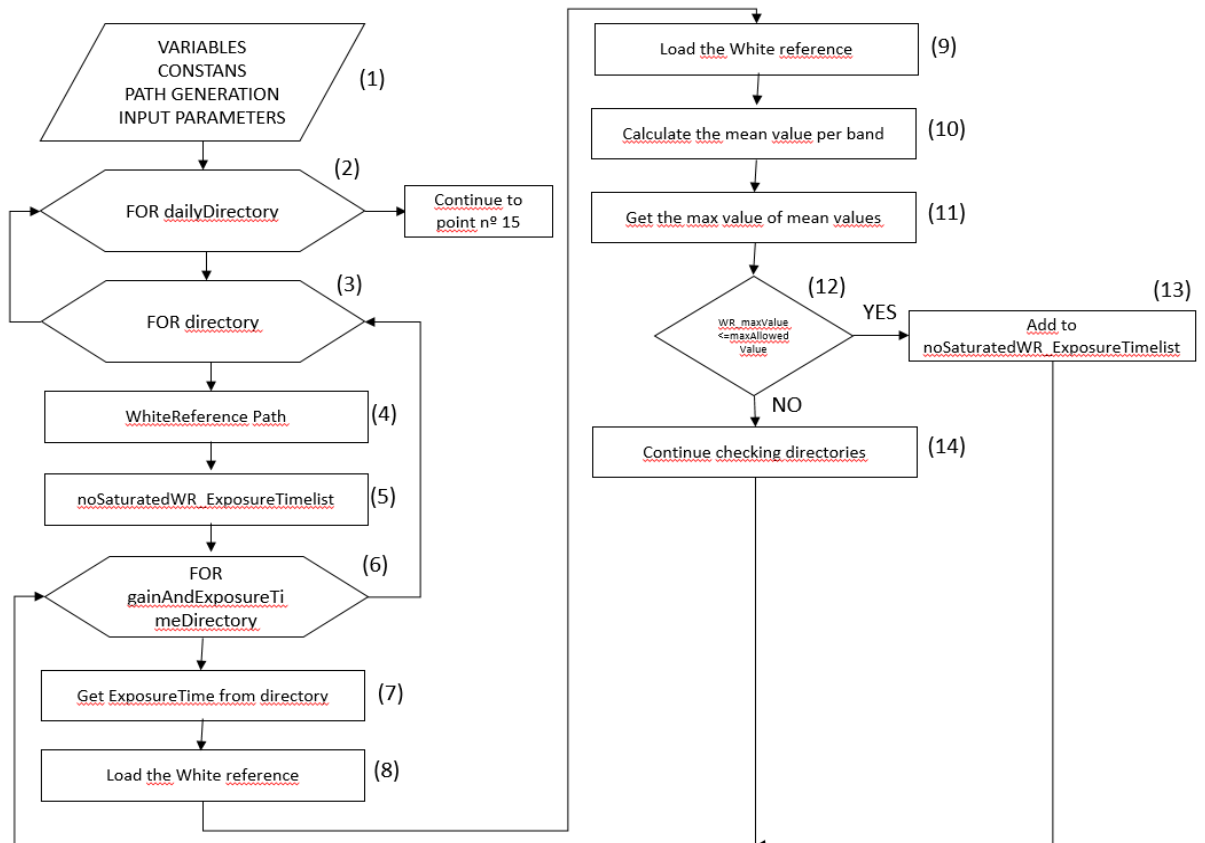 VARIABLES
CONSTANS
PATH GENERATION
INPUT PARAMETERS
(1)
(2)
FOR dailyDirectory
Continue to
point nº 15
(3)
FOR directory
WhiteReference Path
(4)
noSaturatedWR_ExposureTimelist
(5)
(6)
FOR
gainAndExposureTi
meDirectory
Get ExposureTime from directory
(7)
Load the White reference
(8)
Load the White reference
(9)
Calculate the mean value per band
(10)
Get the max value of mean values
(11)
(12)
WR_maxValue
<=maxAllowed
Value
YES
(13)
Add to
noSaturatedWR_ExposureTimelist
NO
Continue checking directories
(14)